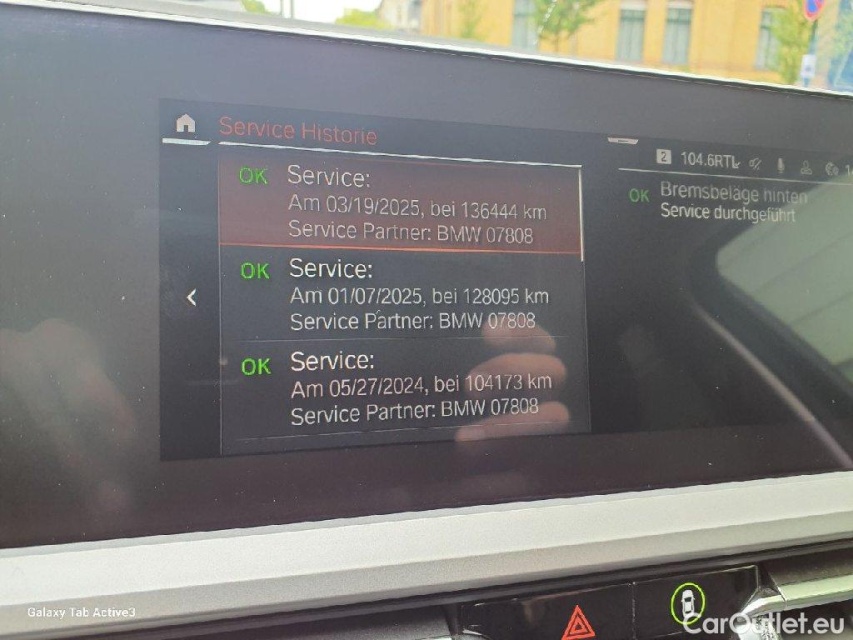 Service Historie
2 104.6RTL
OK Service:
Am 03/19/2025, bei 136444 km
Service Partner: BMW 07808
OK Service:
Am 01/07/2025, bei 128095 km
Service Partner: BMW 07808
OK Service:
Am 05/27/2024, bei 104173 km
Service Partner: BMW 07808
OK Bremsbeläge hinten
Service durchgeführt
Galaxy Tab Active3
CarOutlet.eu